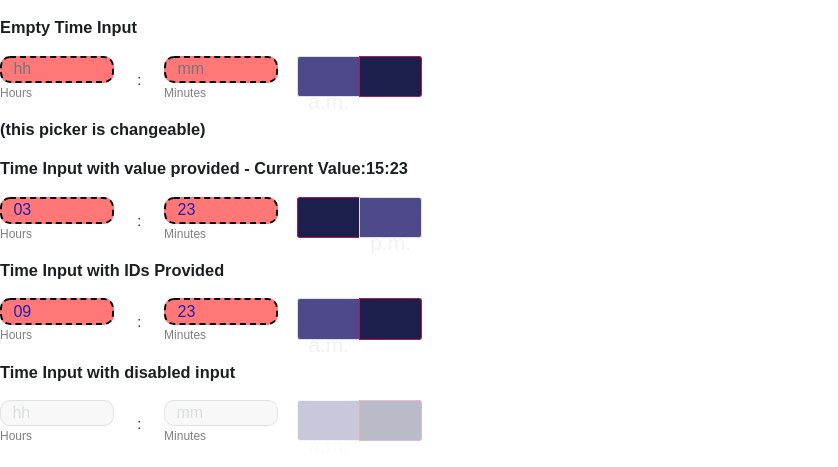 Empty Time Input
hh : mm
Hours Minutes
a.m.
(this picker is changeable)
Time Input with value provided - Current Value:15:23
03 : 23
Hours Minutes
p.m.
Time Input with IDs Provided
09 : 23
Hours Minutes
a.m.
Time Input with disabled input
hh : mm
Hours Minutes
a.m.